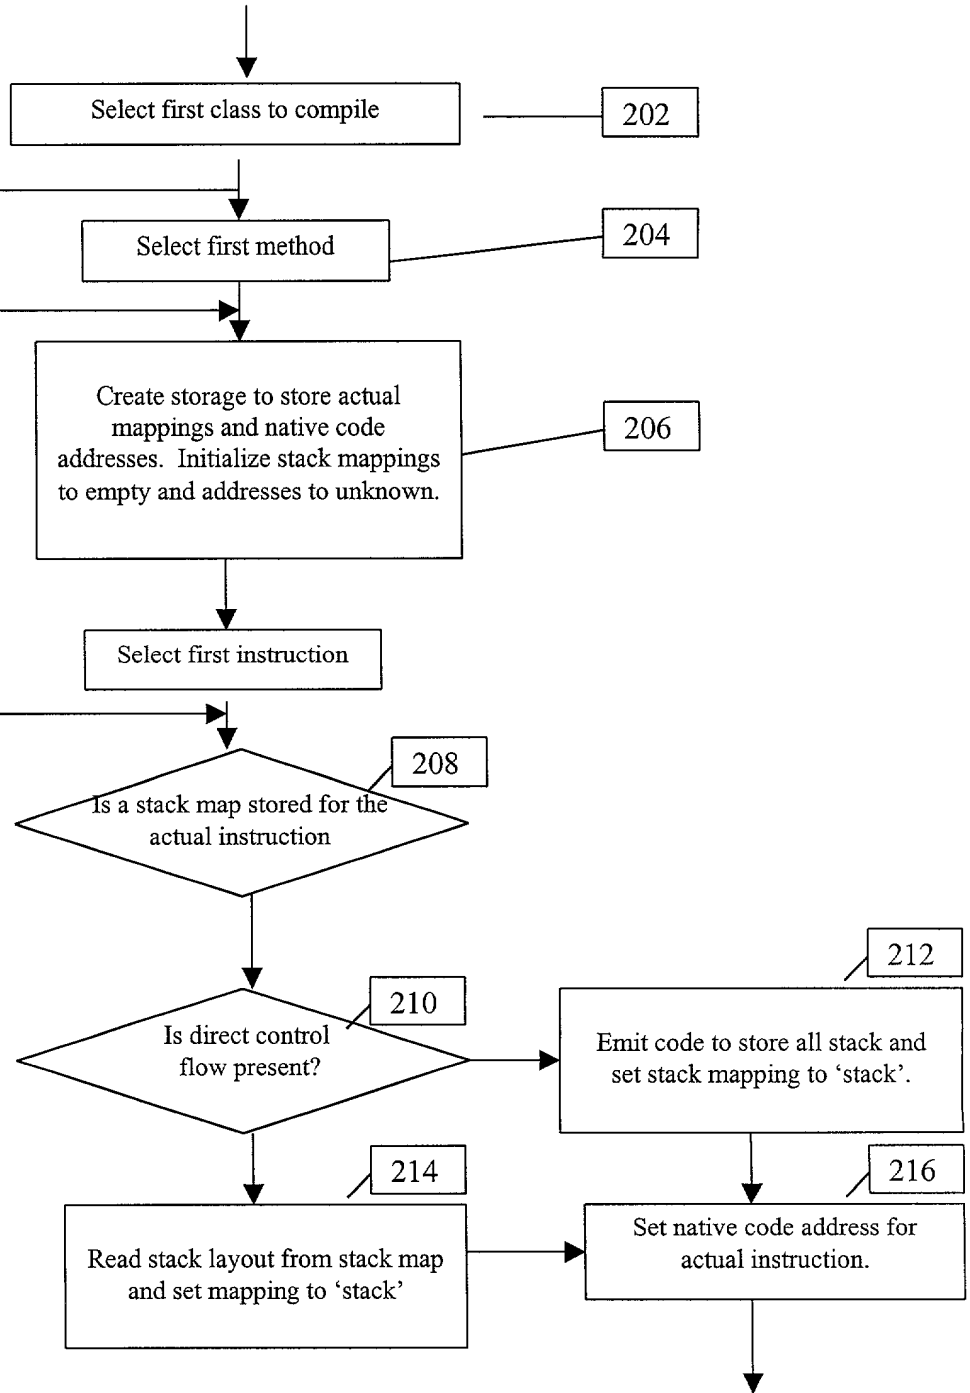 Select first class to compile
202
Select first method
204
Create storage to store actual
mappings and native code
addresses. Initialize stack mappings
to empty and addresses to unknown.
206
Select first instruction
208
Is a stack map stored for the
actual instruction
210
Is direct control
flow present?
212
Emit code to store all stack and
set stack mapping to ‘stack’.
214
Read stack layout from stack map
and set mapping to ‘stack’
216
Set native code address for
actual instruction.